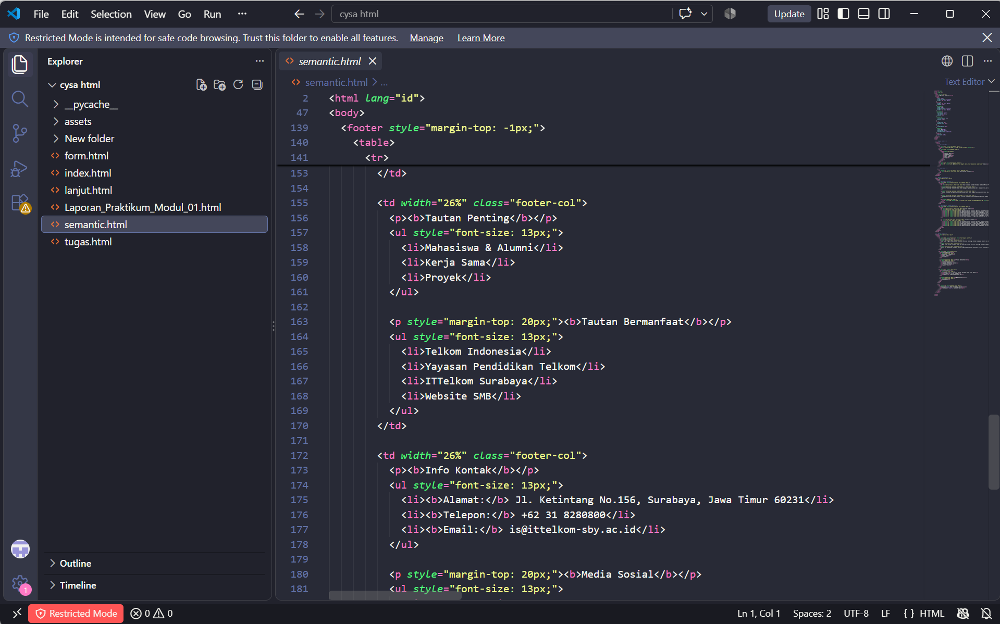 File Edit Selection View Go Run ···
cysa html
Update
Restricted Mode is intended for safe code browsing. Trust this folder to enable all features. Manage Learn More
Explorer
cysa html
__pycache__
assets
New folder
form.html
index.html
lanjut.html
Laporan_Praktikum_Modul_01.html
semantic.html
tugas.html
Outline
Timeline
1
semantic.html
semantic.html > ...
Text Editor
2 <html lang="id">
47 <body>
139 <footer style="margin-top: -1px;">
140 <table>
141 <tr>
153 </td>
154
155 <td width="26%" class="footer-col">
156 <p><b>Tautan Penting</b></p>
157 <ul style="font-size: 13px;">
158 <li>Mahasiswa & Alumni</li>
159 <li>Kerja Sama</li>
160 <li>Proyek</li>
161 </ul>
162
163 <p style="margin-top: 20px;"><b>Tautan Bermanfaat</b></p>
164 <ul style="font-size: 13px;">
165 <li>Telkom Indonesia</li>
166 <li>Yayasan Pendidikan Telkom</li>
167 <li>ITTelkom Surabaya</li>
168 <li>Website SMB</li>
169 </ul>
170 </td>
171
172 <td width="26%" class="footer-col">
173 <p><b>Info Kontak</b></p>
174 <ul style="font-size: 13px;">
175 <li><b>Alamat:</b> Jl. Ketintang No.156, Surabaya, Jawa Timur 60231</li>
176 <li><b>Telepon:</b> +62 31 8280800</li>
177 <li><b>Email:</b> is@ittelkom-sby.ac.id</li>
178 </ul>
179
180 <p style="margin-top: 20px;"><b>Media Sosial</b></p>
181 <ul style="font-size: 13px;">
Restricted Mode 0 0
Ln 1, Col 1 Spaces: 2 UTF-8 LF { } HTML